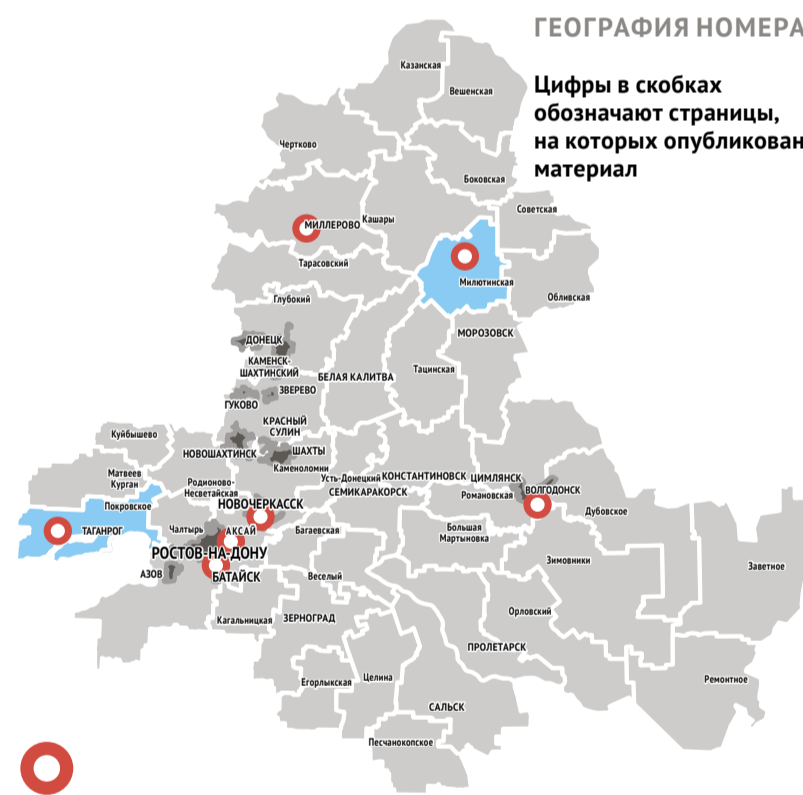 ГЕОГРАФИЯ НОМЕРА
Цифры в скобках
обозначают страницы,
на которых опубликован
материал
Казанская
Вешенская
Чертково
Боковская
Советская
МИЛЛЕРОВО
Кашары
Тарасовский
Милютинская
Обливская
Глубокий
МОРОЗОВСК
ДОНЕЦК
КАМЕНСК-
ШАХТИНСКИЙ
БЕЛАЯ КАЛИТВА
Тацинская
ЗВЕРЕВО
ГУКОВО
КРАСНЫЙ
СУЛИН
Куйбышево
НОВОШАХТИНСК
ШАХТЫ
Каменоломни
Матвеев
Курган
Родионово-
Несветайская
Усть-Донецкий
КОНСТАНТИНОВСК
ЦИМЛЯНСК
СЕМИКАРАКОРСК
Романовская
ВОЛГОДОНСК
Покровское
НОВОЧЕРКАССК
Дубовское
ТАГАНРОГ
Чалтырь
АКСАЙ
Багаевская
Большая
Мартыновка
РОСТОВ-НА-ДОНУ
Зимовники
Заветное
АЗОВ
БАТАЙСК
Веселый
Кагальницкая
ЗЕРНОГРАД
Орловский
ПРОЛЕТАРСК
Егорлыкская
Целина
Ремонтное
САЛЬСК
Песчанокопское